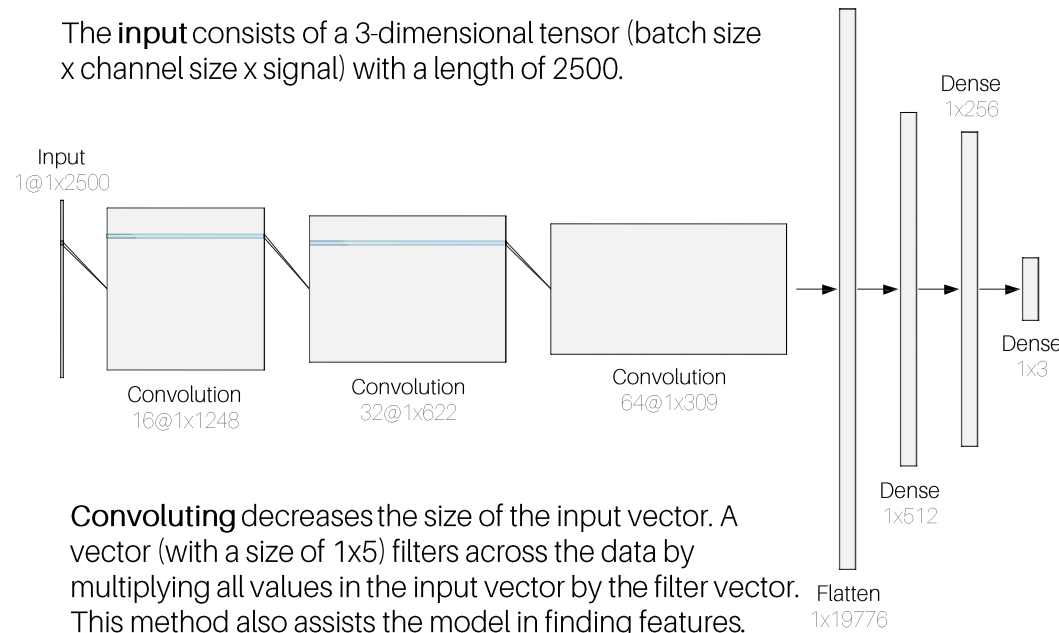 The input consists of a 3-dimensional tensor (batch size
x channel size x signal) with a length of 2500.
Input
1@1x2500
Convolution
16@1x1248
Convolution
32@1x622
Convolution
64@1x309
Flatten
1x19776
Dense
1x512
Dense
1x256
Dense
1x3
Convoluting decreases the size of the input vector. A
vector (with a size of 1x5) filters across the data by
multiplying all values in the input vector by the filter vector.
This method also assists the model in finding features.